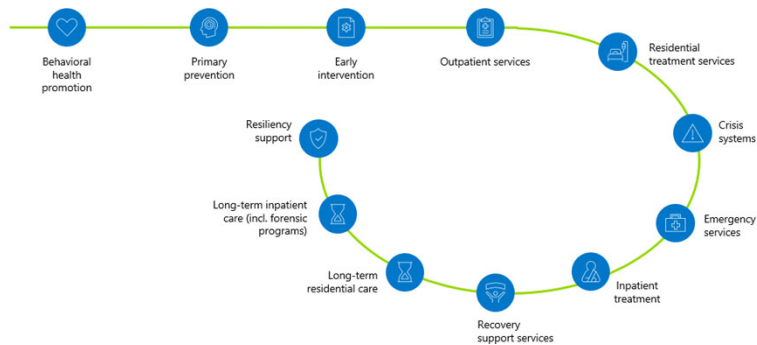 Behavioral
health
promotion
Primary
prevention
Early
intervention
Outpatient services
Residential
treatment services
Crisis
systems
Emergency
services
Inpatient
treatment
Recovery
support services
Long-term
residential care
Long-term inpatient
care (incl. forensic
programs)
Resiliency
support